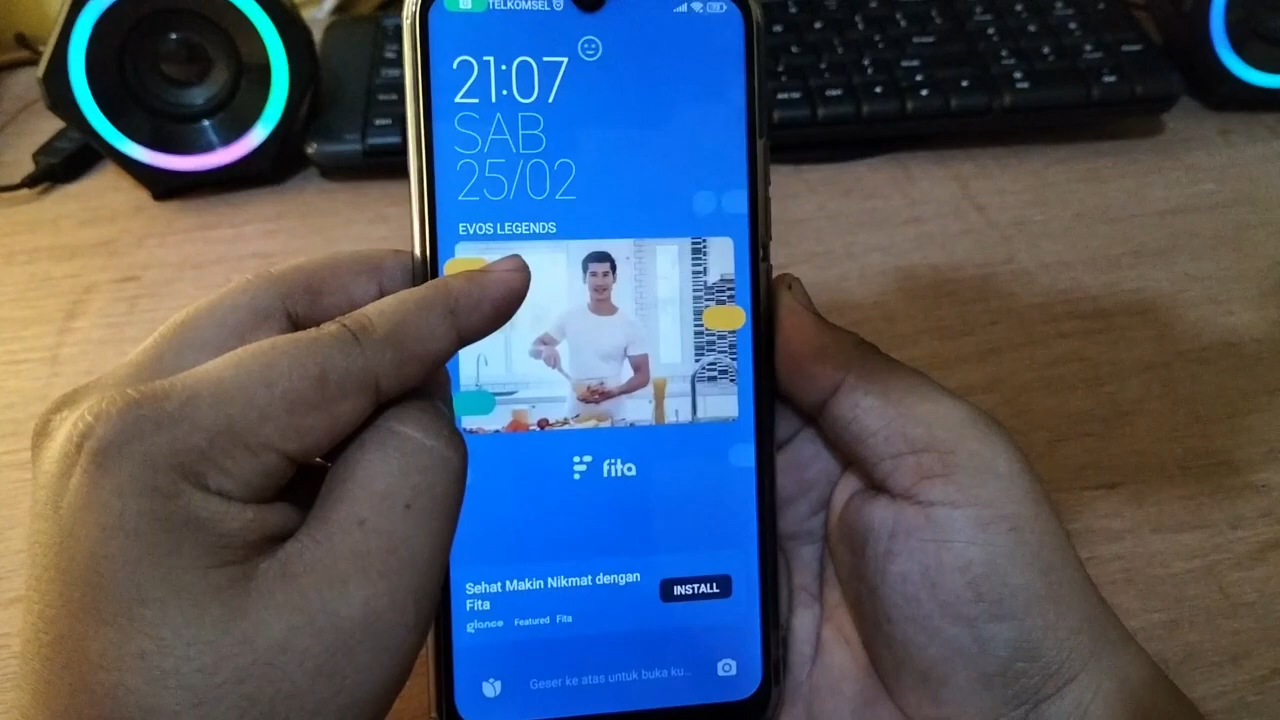 TELKOMSEL
21:07
SAB
25/02
EVOS LEGENDS
fita
Sehat Makin Nikmat dengan
Fita
INSTALL
glance Featured Fita
Geser ke atas untuk buka ku...